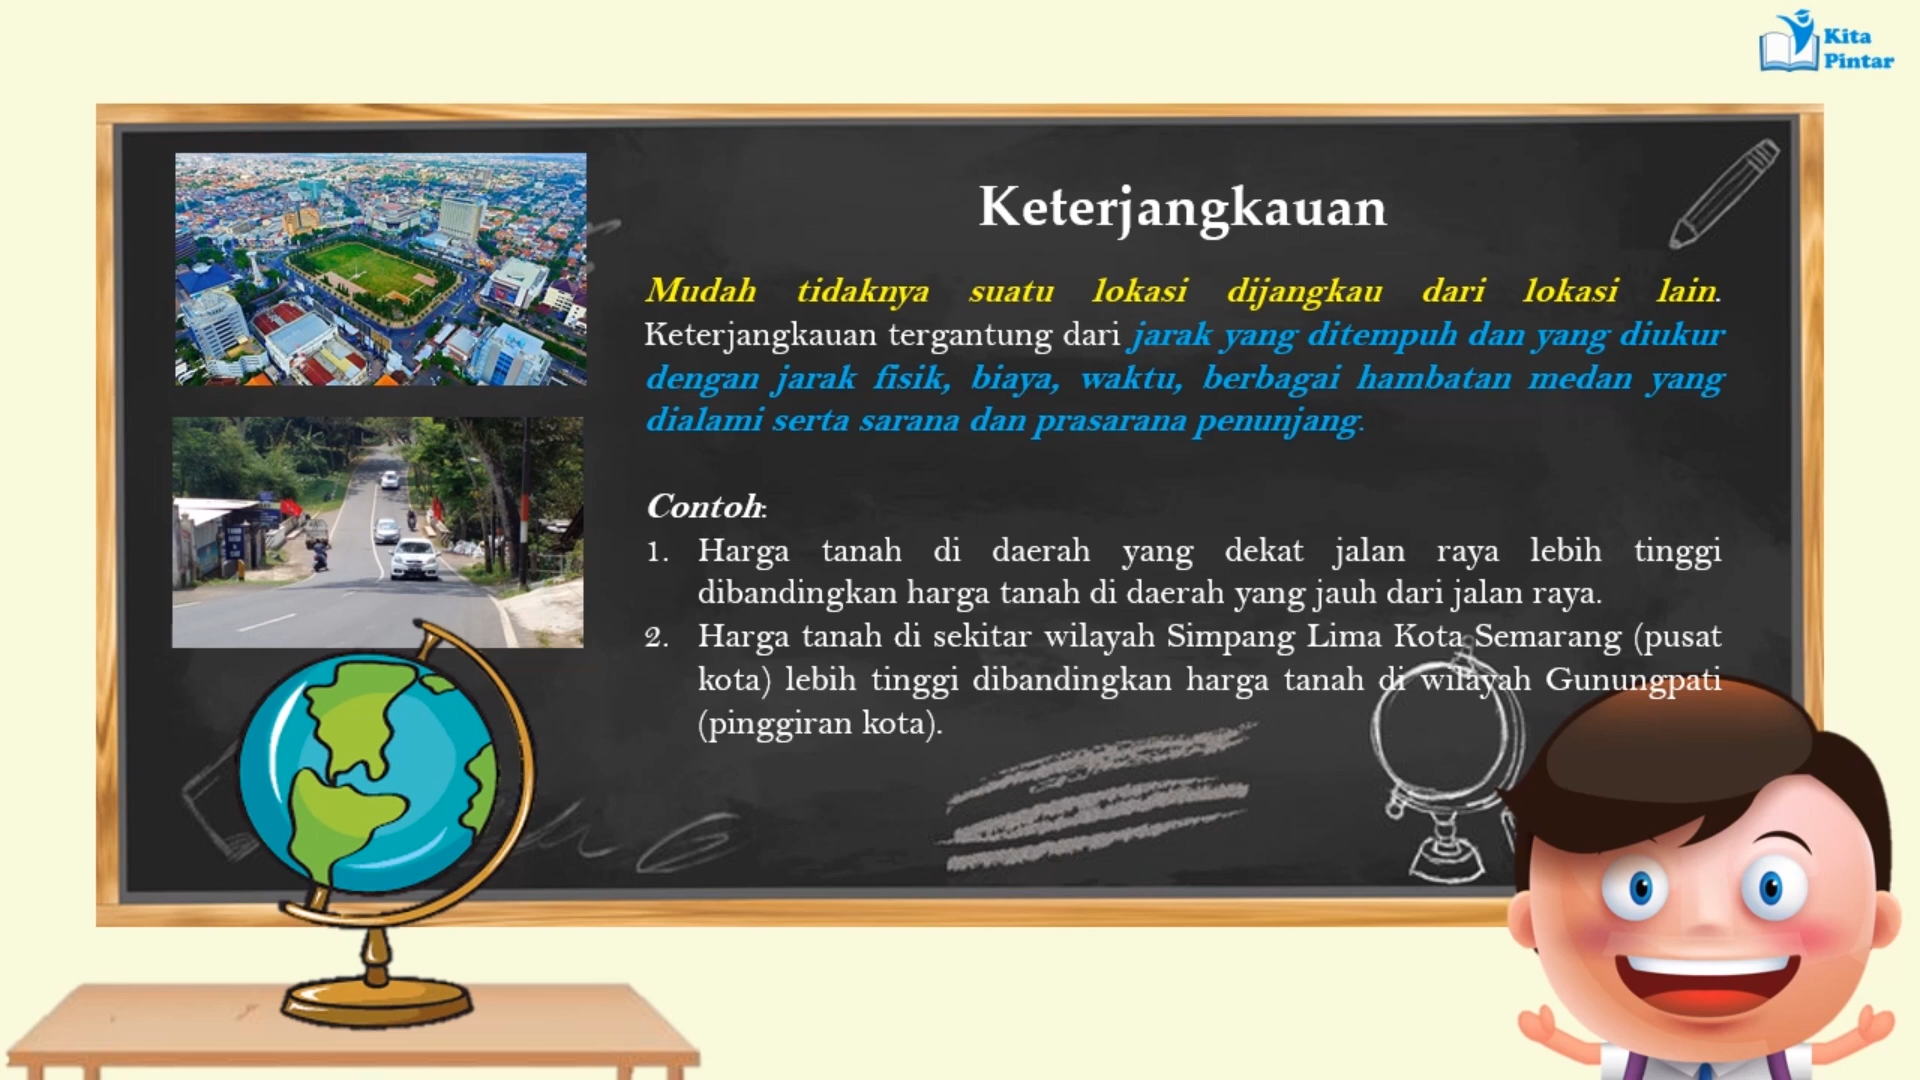 Kita
Pintar
Keterjangkauan
Mudah tidaknya suatu lokasi dijangkau dari lokasi lain.
Keterjangkauan tergantung dari jarak yang ditempuh dan yang diukur
dengan jarak fisik, biaya, waktu, berbagai hambatan medan yang
dialami serta sarana dan prasarana penunjang.
Contoh:
1. Harga tanah di daerah yang dekat jalan raya lebih tinggi
dibandingkan harga tanah di daerah yang jauh dari jalan raya.
2. Harga tanah di sekitar wilayah Simpang Lima Kota Semarang (pusat
kota) lebih tinggi dibandingkan harga tanah di wilayah Gunungpati
(pinggiran kota).